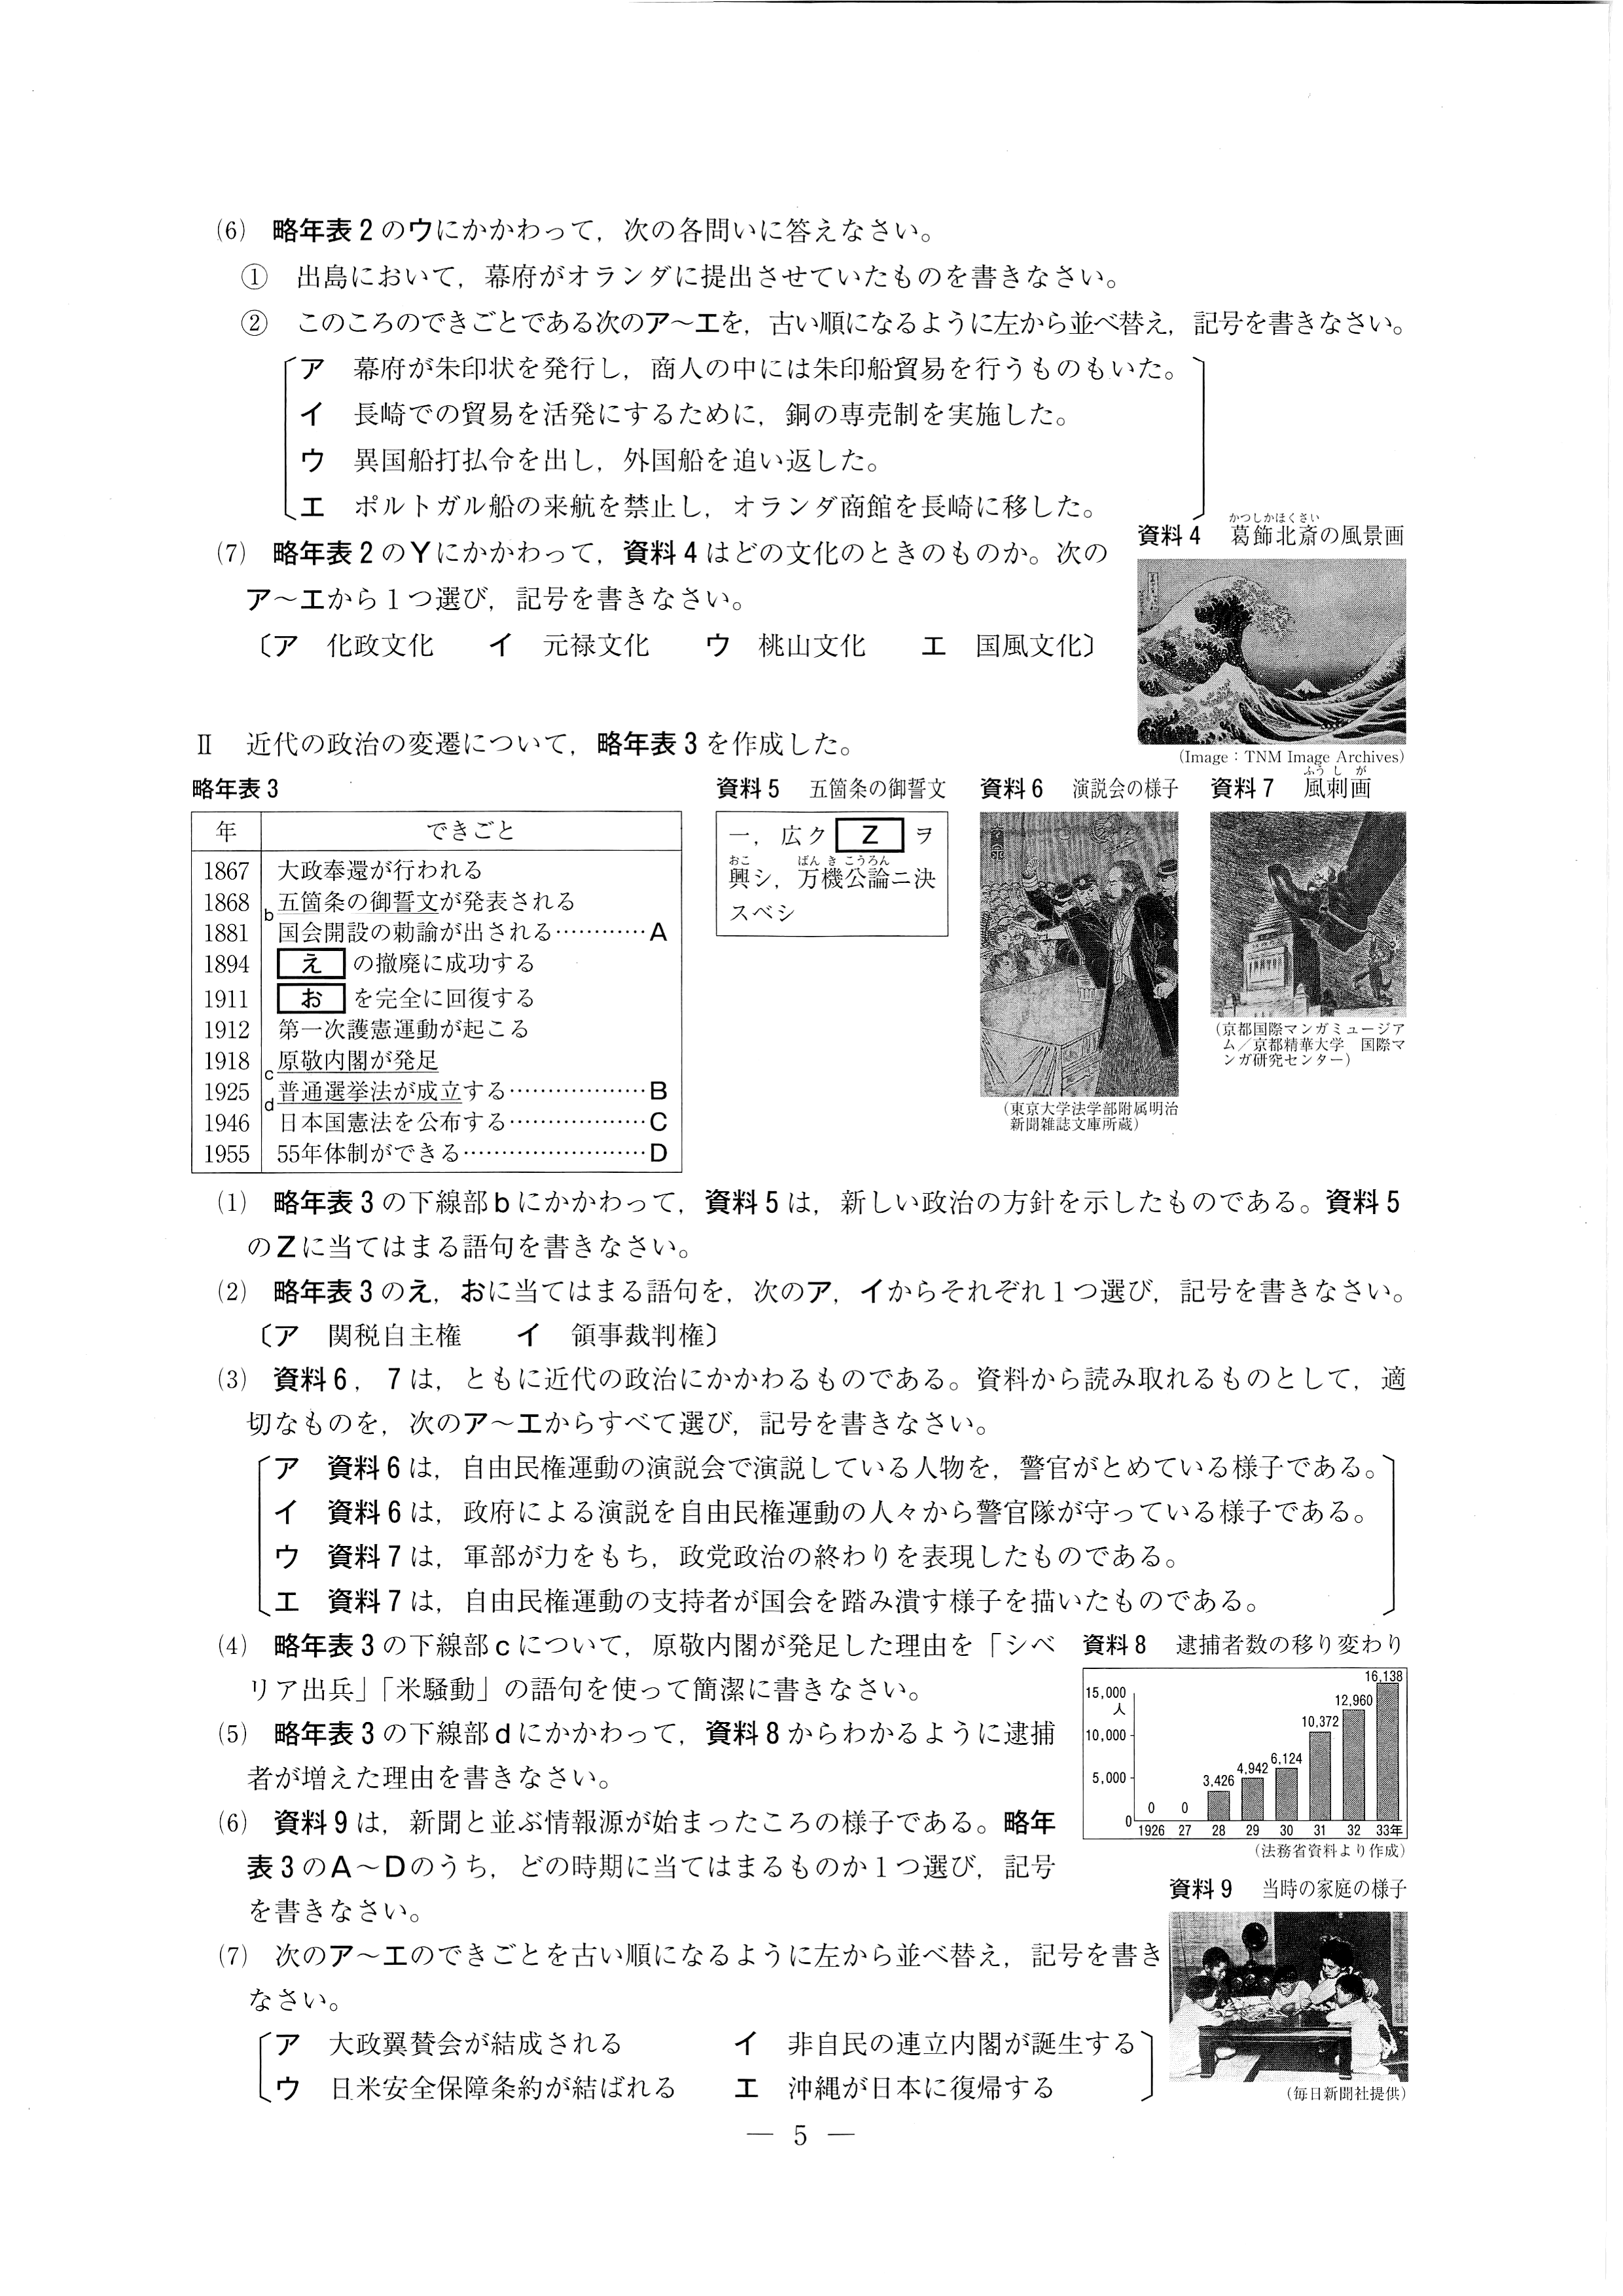 (6) 略年表2のウにかかわって，次の各問いに答えなさい。
① 出島において，幕府がオランダに提出させていたものを書きなさい。
② このころのできごとである次のア～エを，古い順になるように左から並べ替え，記号を書きなさい。
ア 幕府が朱印状を発行し，商人の中には朱印船貿易を行うものもいた。
イ 長崎での貿易を活発にするために，銅の専売制を実施した。
ウ 異国船打払令を出し，外国船を追い返した。
エ ポルトガル船の来航を禁止し，オランダ商館を長崎に移した。
(7) 略年表2のYにかかわって，資料4はどの文化のときのものか。次の
ア～エから1つ選び，記号を書きなさい。
〔ア 化政文化 イ 元禄文化 ウ 桃山文化 エ 国風文化〕
かつしかほくさい
資料4 葛飾北斎の風景画
(Image：TNM Image Archives)
Ⅱ 近代の政治の変遷について，略年表3を作成した。
略年表3
年 できごと
1867 大政奉還が行われる
1868 b五箇条の御誓文が発表される
1881 国会開設の勅諭が出される…………A
1894 え の撤廃に成功する
1911 お を完全に回復する
1912 第一次護憲運動が起こる
1918 c原敬内閣が発足
1925 d普通選挙法が成立する………………B
1946 日本国憲法を公布する………………C
1955 55年体制ができる……………………D
資料5 五箇条の御誓文
一，広ク Z ヲ
おこ ばんきこうろん
興シ，万機公論ニ決
スベシ
資料6 演説会の様子
(東京大学法学部附属明治
新聞雑誌文庫所蔵)
ふうしが
資料7 風刺画
(京都国際マンガミュージア
ム／京都精華大学 国際マ
ンガ研究センター)
(1) 略年表3の下線部bにかかわって，資料5は，新しい政治の方針を示したものである。資料5
のZに当てはまる語句を書きなさい。
(2) 略年表3のえ，おに当てはまる語句を，次のア，イからそれぞれ1つ選び，記号を書きなさい。
〔ア 関税自主権 イ 領事裁判権〕
(3) 資料6，7は，ともに近代の政治にかかわるものである。資料から読み取れるものとして，適
切なものを，次のア～エからすべて選び，記号を書きなさい。
ア 資料6は，自由民権運動の演説会で演説している人物を，警官がとめている様子である。
イ 資料6は，政府による演説を自由民権運動の人々から警官隊が守っている様子である。
ウ 資料7は，軍部が力をもち，政党政治の終わりを表現したものである。
エ 資料7は，自由民権運動の支持者が国会を踏み潰す様子を描いたものである。
(4) 略年表3の下線部cについて，原敬内閣が発足した理由を「シベ
リア出兵」「米騒動」の語句を使って簡潔に書きなさい。
(5) 略年表3の下線部dにかかわって，資料8からわかるように逮捕
者が増えた理由を書きなさい。
(6) 資料9は，新聞と並ぶ情報源が始まったころの様子である。略年
表3のA～Dのうち，どの時期に当てはまるものか1つ選び，記号
を書きなさい。
資料8 逮捕者数の移り変わり
16,138
15,000
人
12,960
10,372
10,000
6,124
4,942
5,000
3,426
0 0
0
1926 27 28 29 30 31 32 33年
(法務省資料より作成)
資料9 当時の家庭の様子
(毎日新聞社提供)
(7) 次のア～エのできごとを古い順になるように左から並べ替え，記号を書き
なさい。
ア 大政翼賛会が結成される イ 非自民の連立内閣が誕生する
ウ 日米安全保障条約が結ばれる エ 沖縄が日本に復帰する
— 5 —